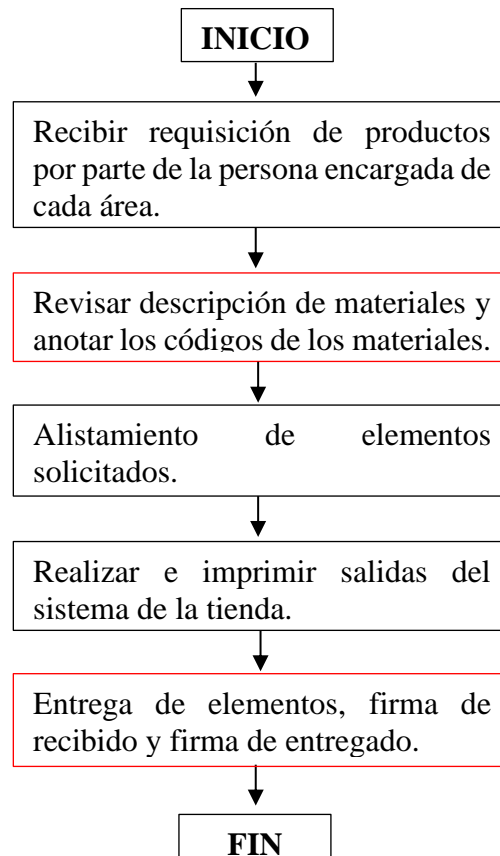 INICIO
Recibir requisición de productos
por parte de la persona encargada de
cada área.
Revisar descripción de materiales y
anotar los códigos de los materiales.
Alistamiento de elementos
solicitados.
Realizar e imprimir salidas del
sistema de la tienda.
Entrega de elementos, firma de
recibido y firma de entregado.
FIN